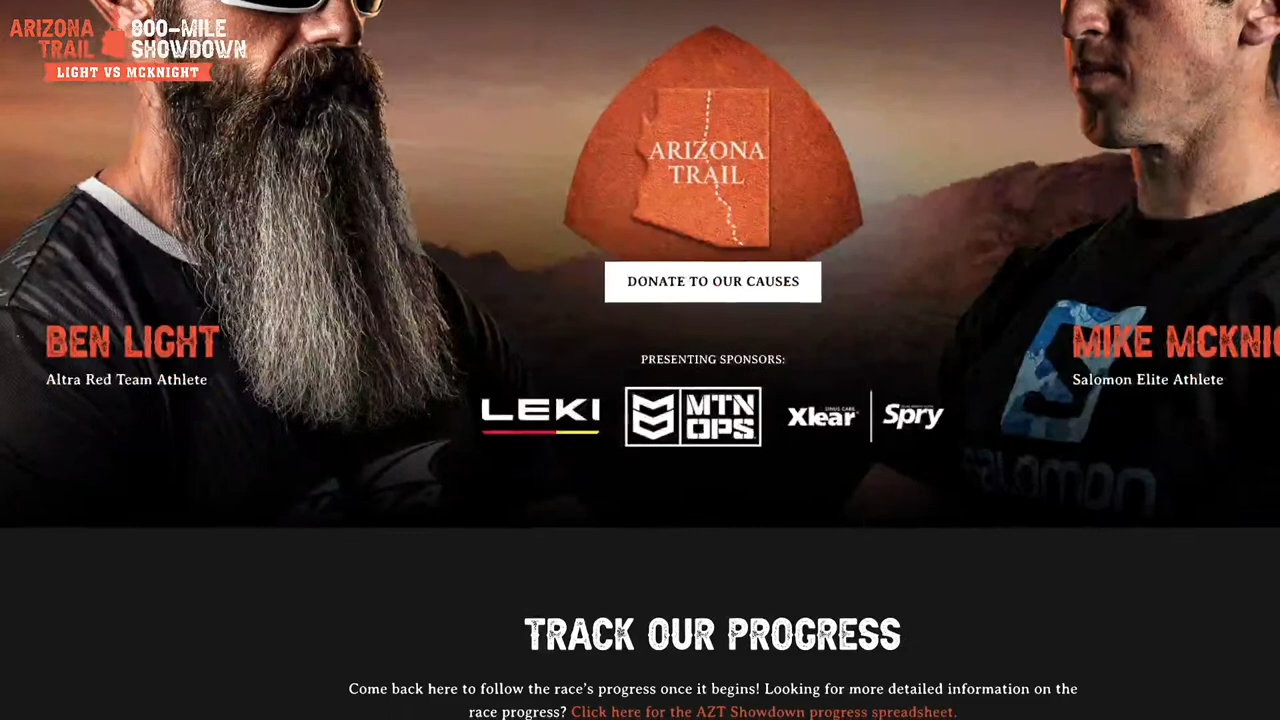 ARIZONA TRAIL
800-MILE SHOWDOWN
LIGHT VS MCKNIGHT
ARIZONA
TRAIL
DONATE TO OUR CAUSES
BEN LIGHT
Altra Red Team Athlete
MIKE MCKNIG
Salomon Elite Athlete
PRESENTING SPONSORS:
LEKI
MTN
OPS
Xlear
Spry
salomon
TRACK OUR PROGRESS
Come back here to follow the race's progress once it begins! Looking for more detailed information on the
race progress? Click here for the AZT Showdown progress spreadsheet.